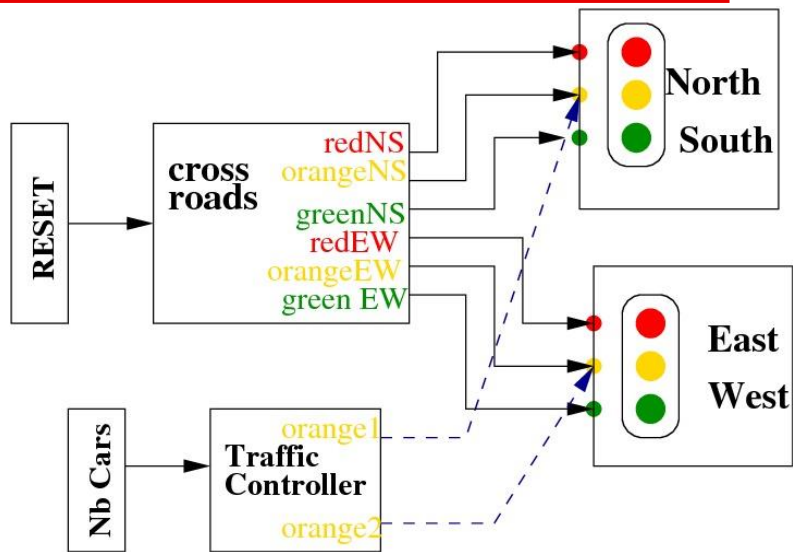 RESET
cross
roads
redNS
orangeNS
greenNS
redEW
orangeEW
green EW
North
South
East
West
Nb Cars
Traffic
Controller
orange1
orange2